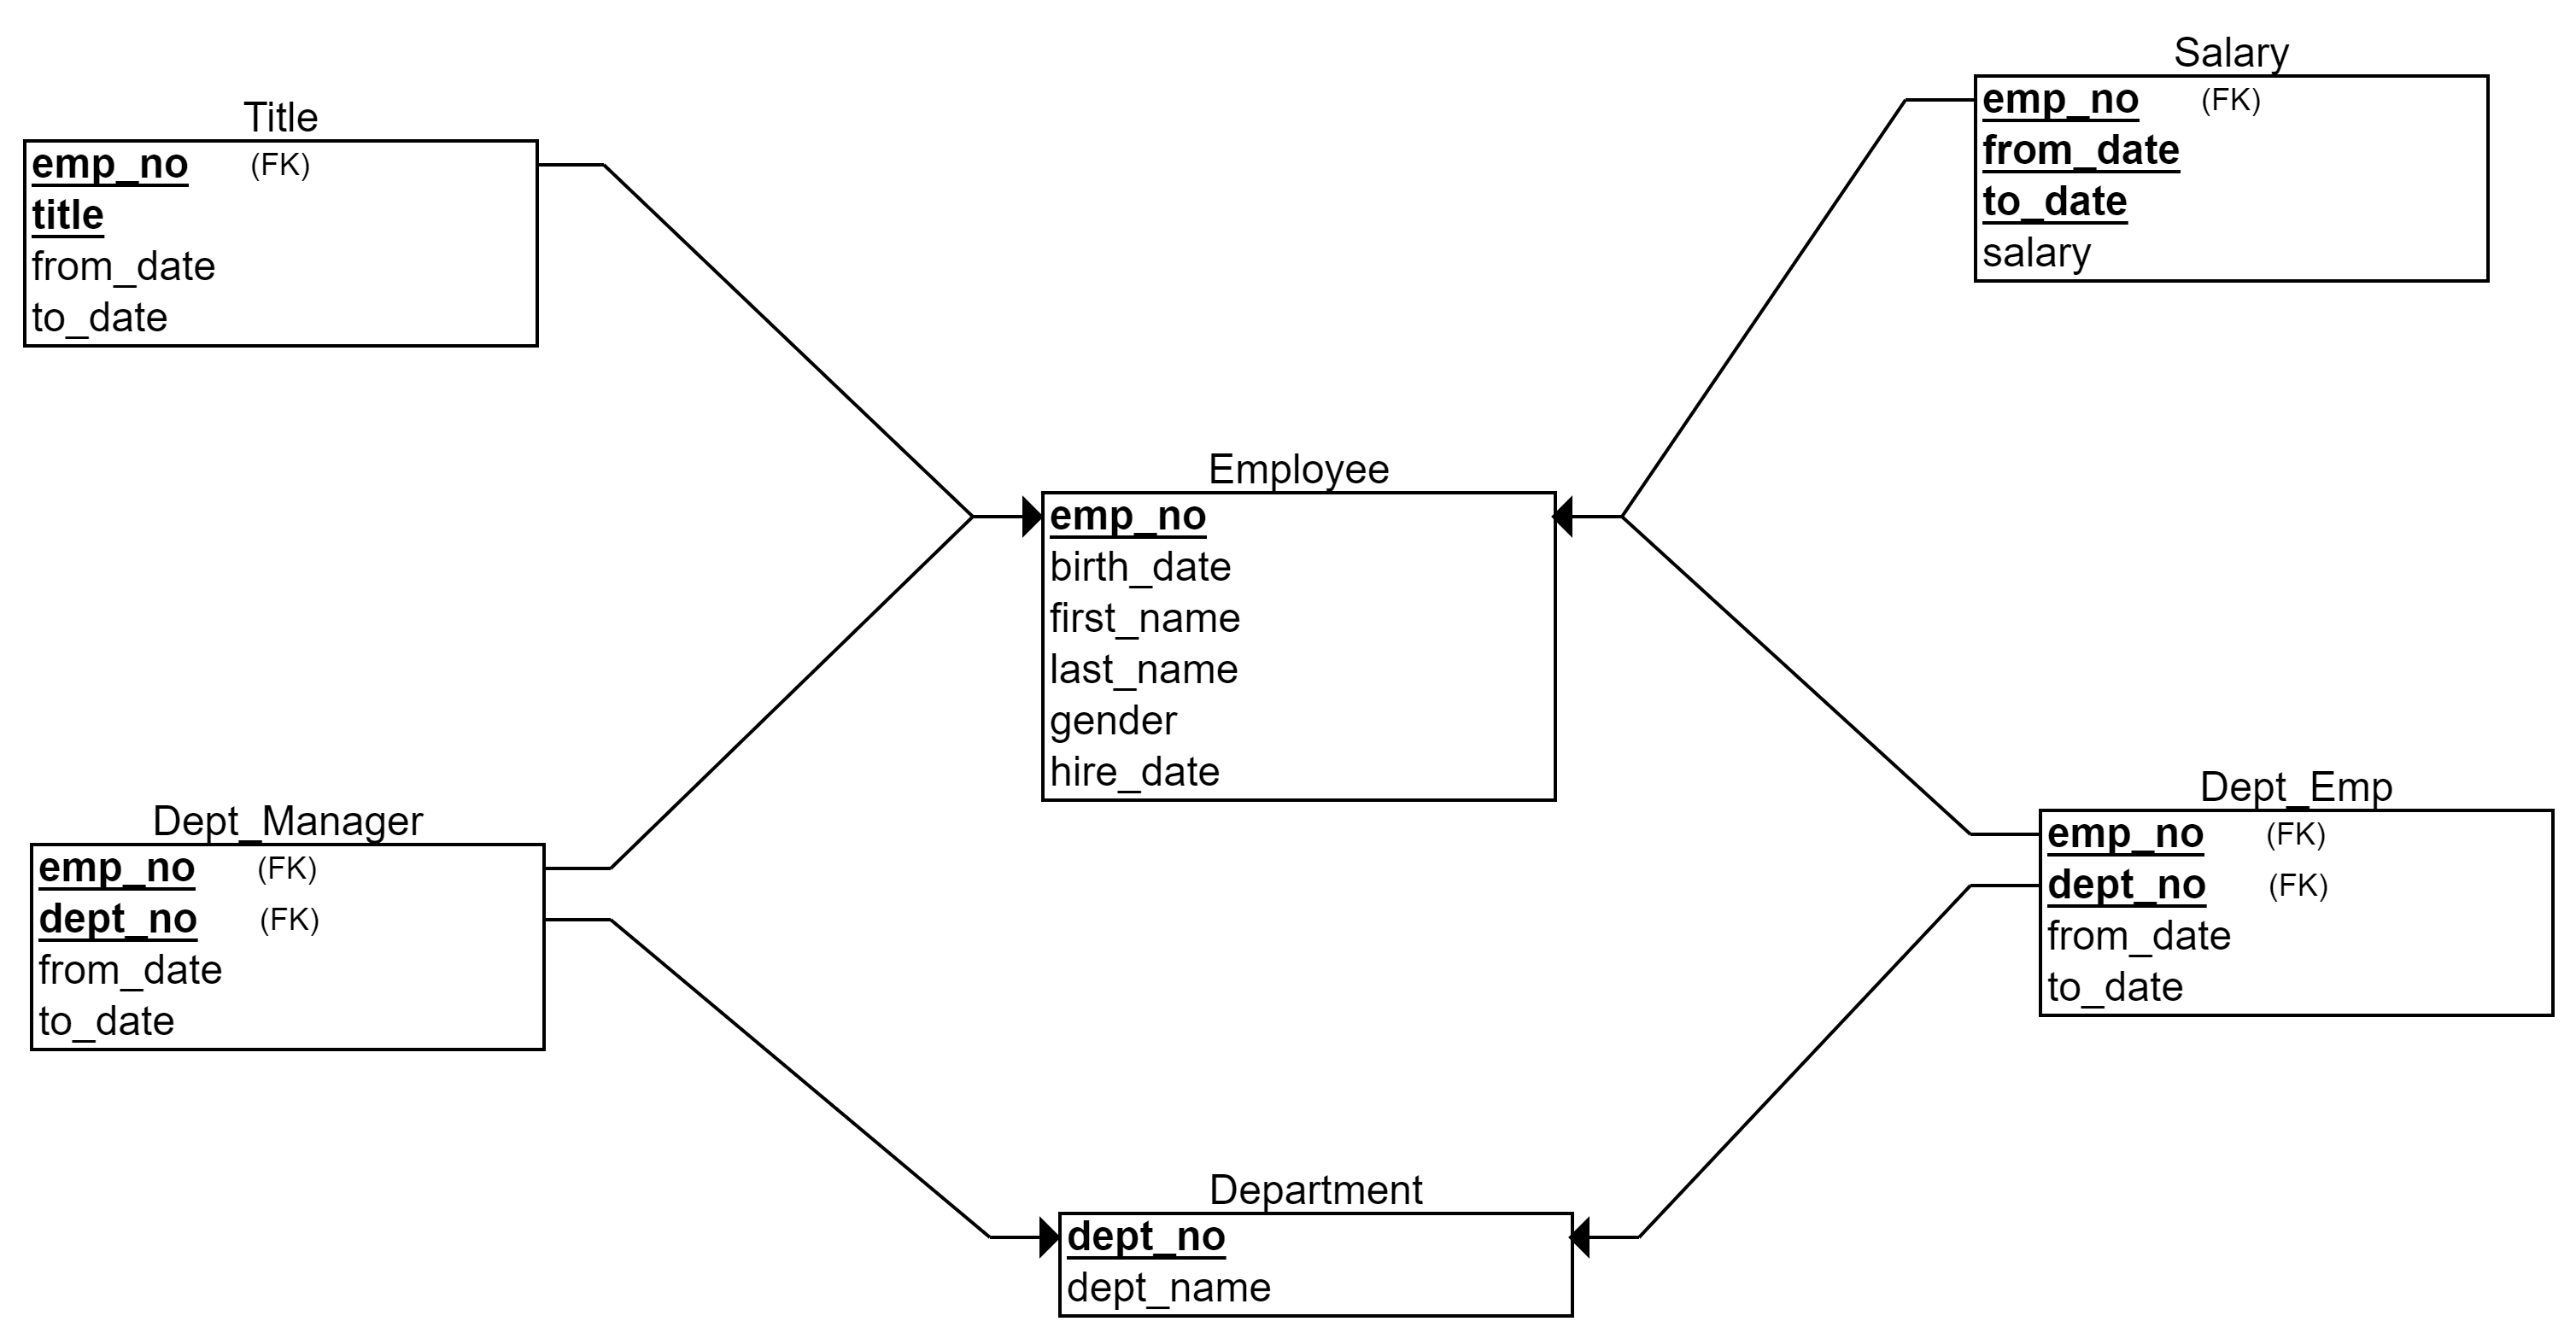 Title
emp_no (FK)
title
from_date
to_date
Salary
emp_no (FK)
from_date
to_date
salary
Employee
emp_no
birth_date
first_name
last_name
gender
hire_date
Dept_Manager
emp_no (FK)
dept_no (FK)
from_date
to_date
Dept_Emp
emp_no (FK)
dept_no (FK)
from_date
to_date
Department
dept_no
dept_name